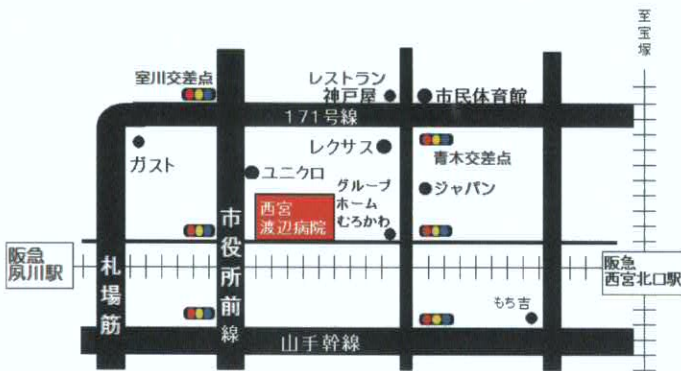 至宝塚
室川交差点
レストラン
神戸屋
市民体育館
171号線
ガスト
レクサス
青木交差点
ユニクロ
グループ
ホーム
むろかわ
ジャパン
西宮
渡辺病院
市役所前線
札場筋
阪急
夙川駅
阪急
西宮北口駅
もち吉
山手幹線